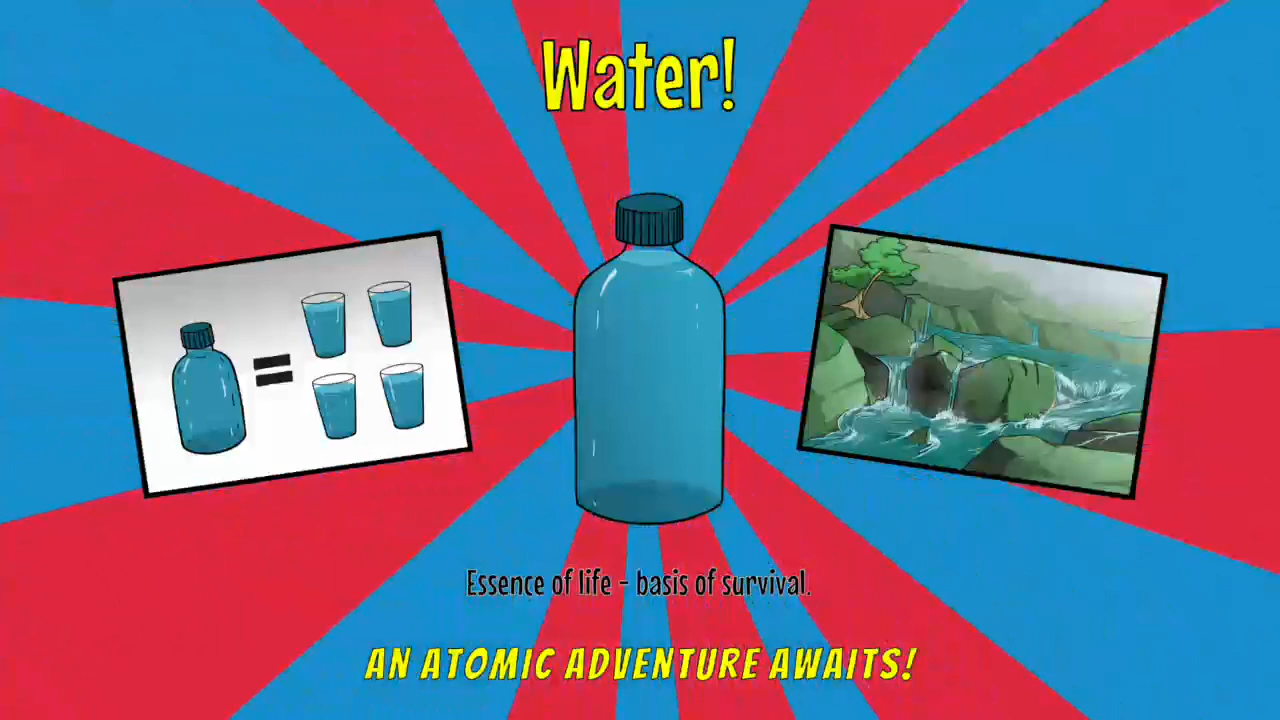 Water!
Essence of life - basis of survival.
AN ATOMIC ADVENTURE AWAITS!